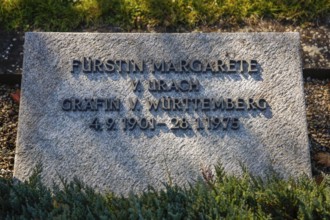 FÜRSTIN MARGARETE
V. URACH
GRÄFIN V. WÜRTTEMBERG
4.9.1901–26.1.1975